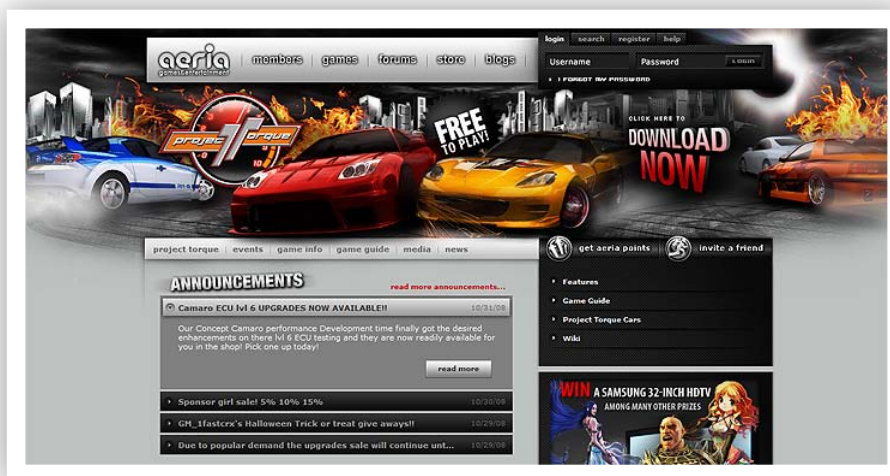 aeria
games&entertainment
members
games
forums
store
blogs
login
search
register
help
Username
Password
LOGIN
I FORGOT MY PASSWORD
project torque
FREE
TO PLAY!
CLICK HERE TO
DOWNLOAD
NOW
project torque
events
game info
game guide
media
news
get aeria points
invite a friend
ANNOUNCEMENTS
read more announcements...
Camaro ECU lvl 6 UPGRADES NOW AVAILABLE!! 10/31/08
Our Concept Camaro performance Development time finally got the desired
enhancements on there lvl 6 ECU testing and they are now readily available for
you in the shop! Pick one up today!
read more
Sponsor girl sale! 5% 10% 15% 10/30/08
GM_1fastcrx's Halloween Trick or treat give aways!! 10/29/08
Due to popular demand the upgrades sale will continue unt... 10/29/08
Features
Game Guide
Project Torque Cars
Wiki
WIN A SAMSUNG 32-INCH HDTV
AMONG MANY OTHER PRIZES